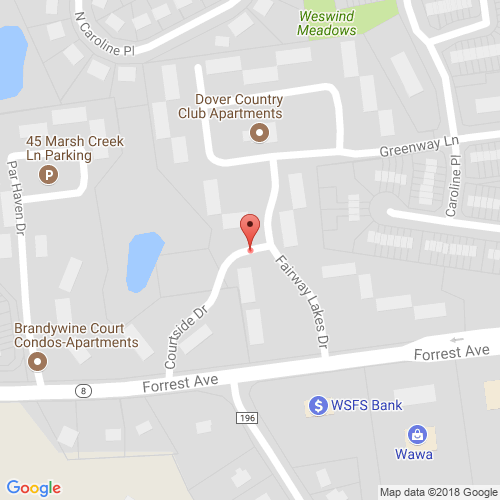 Weswind
Meadows
N Caroline Pl
Dover Country
Club Apartments
45 Marsh Creek
Ln Parking
P
Greenway Ln
Caroline Pl
Par Haven Dr
Fairway Lakes Dr
Courtside Dr
Brandywine Court
Condos-Apartments
Forrest Ave
8
Forrest Ave
196
$
WSFS Bank
Wawa
Google
Map data ©2018 Google